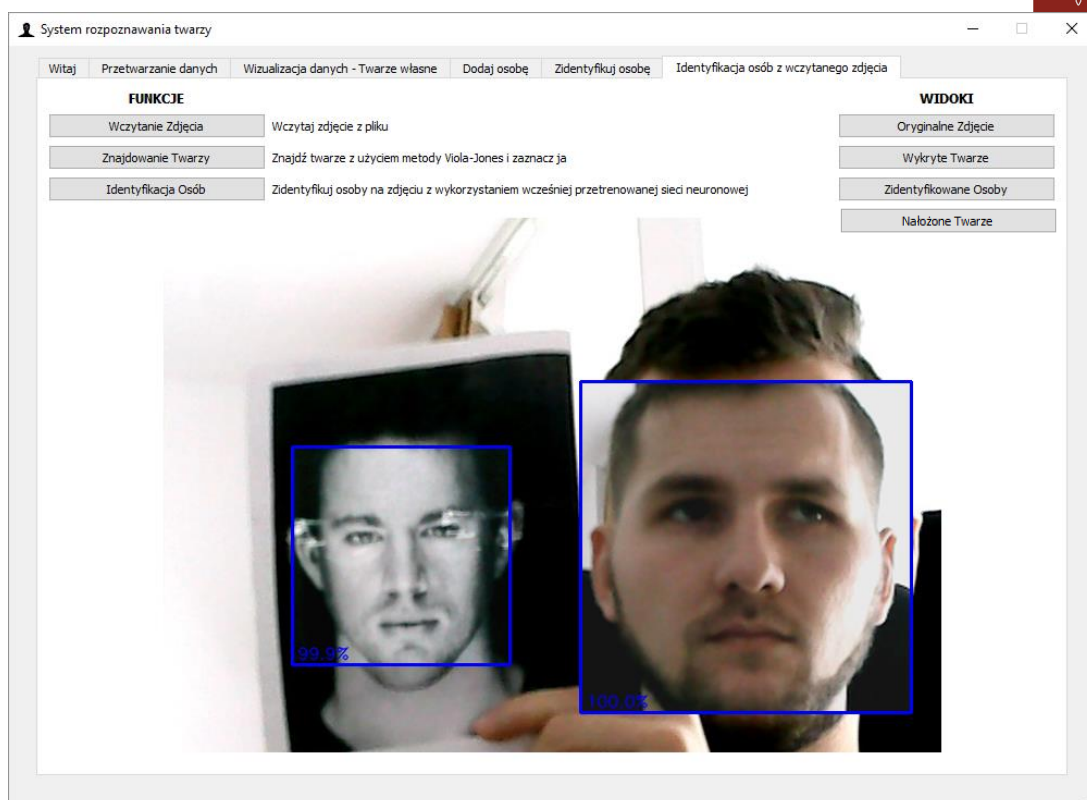 System rozpoznawania twarzy
Witaj
Przetwarzanie danych
Wizualizacja danych - Twarze własne
Dodaj osobę
Zidentyfikuj osobę
Identyfikacja osób z wczytanego zdjęcia
FUNKCJE
WIDOKI
Wczytanie Zdjęcia
Wczytaj zdjęcie z pliku
Oryginalne Zdjęcie
Znajdowanie Twarzy
Znajdź twarze z użyciem metody Viola-Jones i zaznacz ja
Wykryte Twarze
Identyfikacja Osób
Zidentyfikuj osoby na zdjęciu z wykorzystaniem wcześniej przetrenowanej sieci neuronowej
Zidentyfikowane Osoby
Nałożone Twarze
99.9%
100.0%